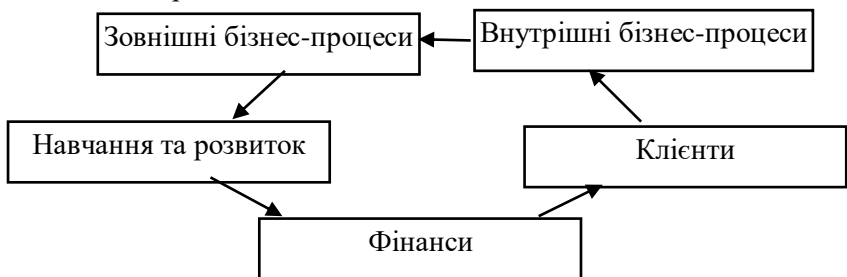 Зовнішні бізнес-процеси
Внутрішні бізнес-процеси
Навчання та розвиток
Клієнти
Фінанси